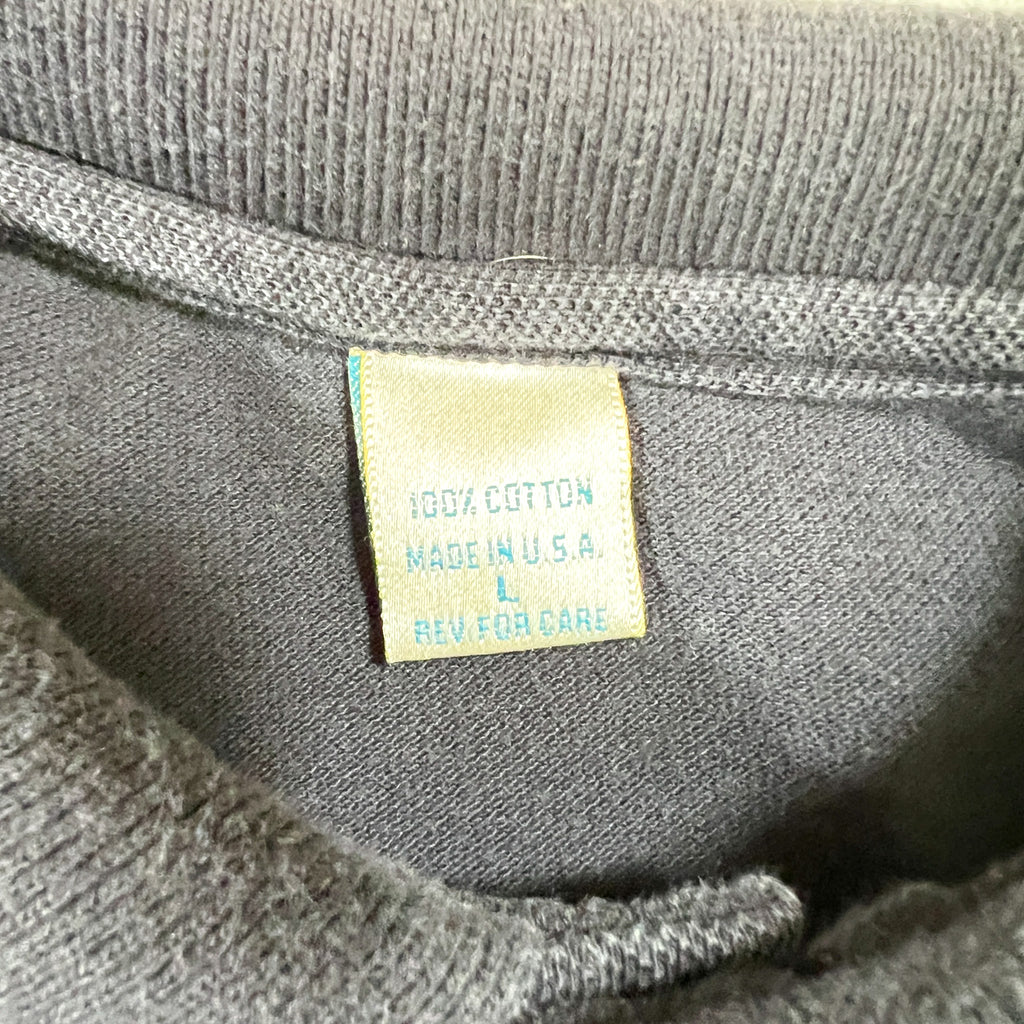 100% COTTON
MADE IN U.S.A.
L
REV FOR CARE